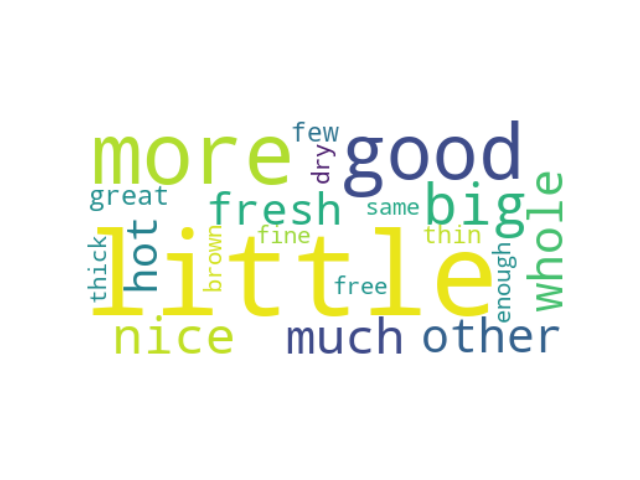 few
more good
dry
great
fresh same big whole
hot
thick little
brown fine thin
free enough
nice much other